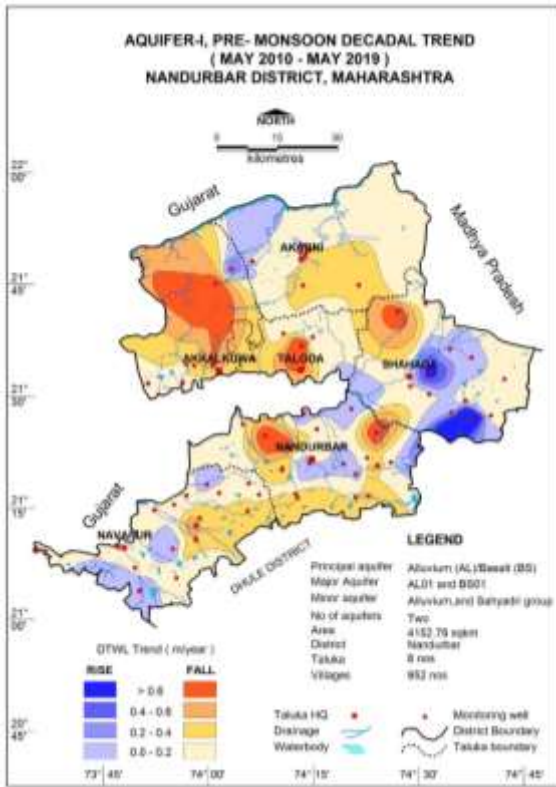 AQUIFER-I, PRE- MONSOON DECADAL TREND
( MAY 2010 - MAY 2019 )
NANDURBAR DISTRICT, MAHARASHTRA
NORTH
0 15 30
kilometres
22° 00'
Gujarat
Madhya Pradesh
AKRANI
21° 45'
AKKALKUWA
TALODA
SHAHADA
21° 30'
NANDURBAR
21° 15'
Gujarat
NAVAPUR
DHULE DISTRICT
21° 00'
LEGEND
Principal aquifer Alluvium (AL)/Basalt (BS)
Major Aquifer AL01 and BS01
Minor aquifer Alluvium,and Sahyadri group
No of aquifers Two
Area 4152.76 sqkm
District Nandurbar
Taluka 6 nos
Villages 952 nos
DTWL Trend ( m/year )
RISE FALL
> 0.6
0.4 - 0.6
0.2 - 0.4
0.0 - 0.2
Taluka HQ Monitoring well
Drainage District Boundary
Waterbody Taluka boundary
20° 45'
73° 45' 74° 00' 74° 15' 74° 30' 74° 45'